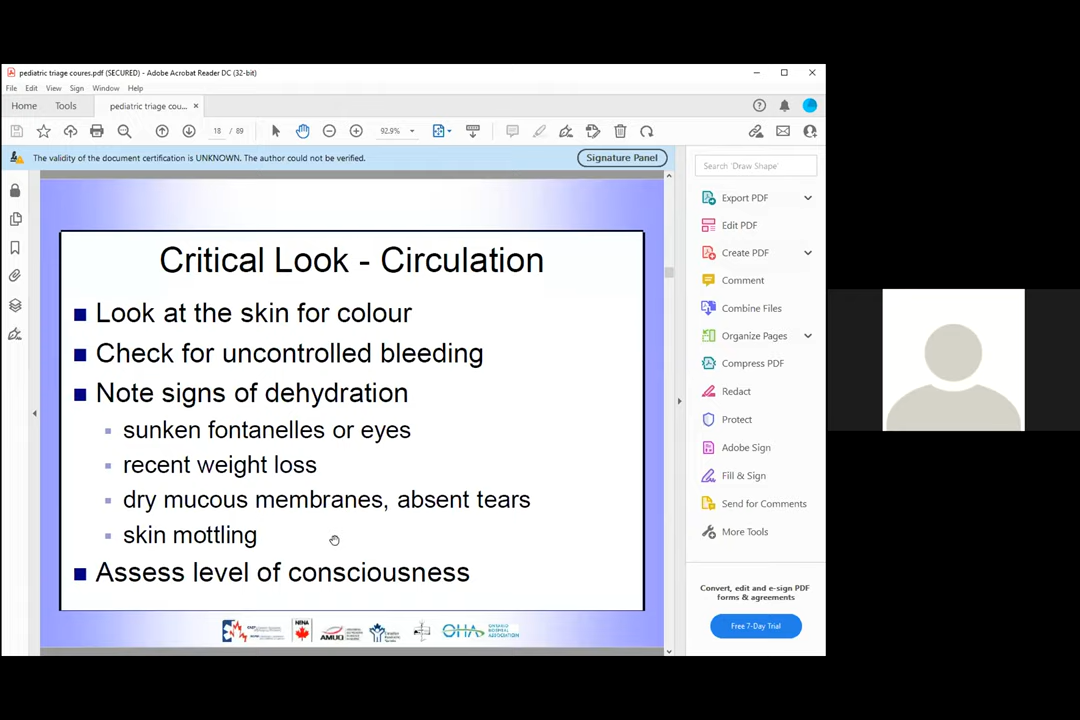 pediatric triage coures.pdf (SECURED) - Adobe Acrobat Reader DC (32-bit)
File Edit View Sign Window Help
Home Tools pediatric triage cou... ×
18 / 89 92.9%
The validity of the document certification is UNKNOWN. The author could not be verified.
Signature Panel
Critical Look - Circulation
Look at the skin for colour
Check for uncontrolled bleeding
Note signs of dehydration
sunken fontanelles or eyes
recent weight loss
dry mucous membranes, absent tears
skin mottling
Assess level of consciousness
NENA
AMUQ
OHA ONTARIO
HOSPITAL
ASSOCIATION
Search 'Draw Shape'
Export PDF
Edit PDF
Create PDF
Comment
Combine Files
Organize Pages
Compress PDF
Redact
Protect
Adobe Sign
Fill & Sign
Send for Comments
More Tools
Convert, edit and e-sign PDF
forms & agreements
Free 7-Day Trial